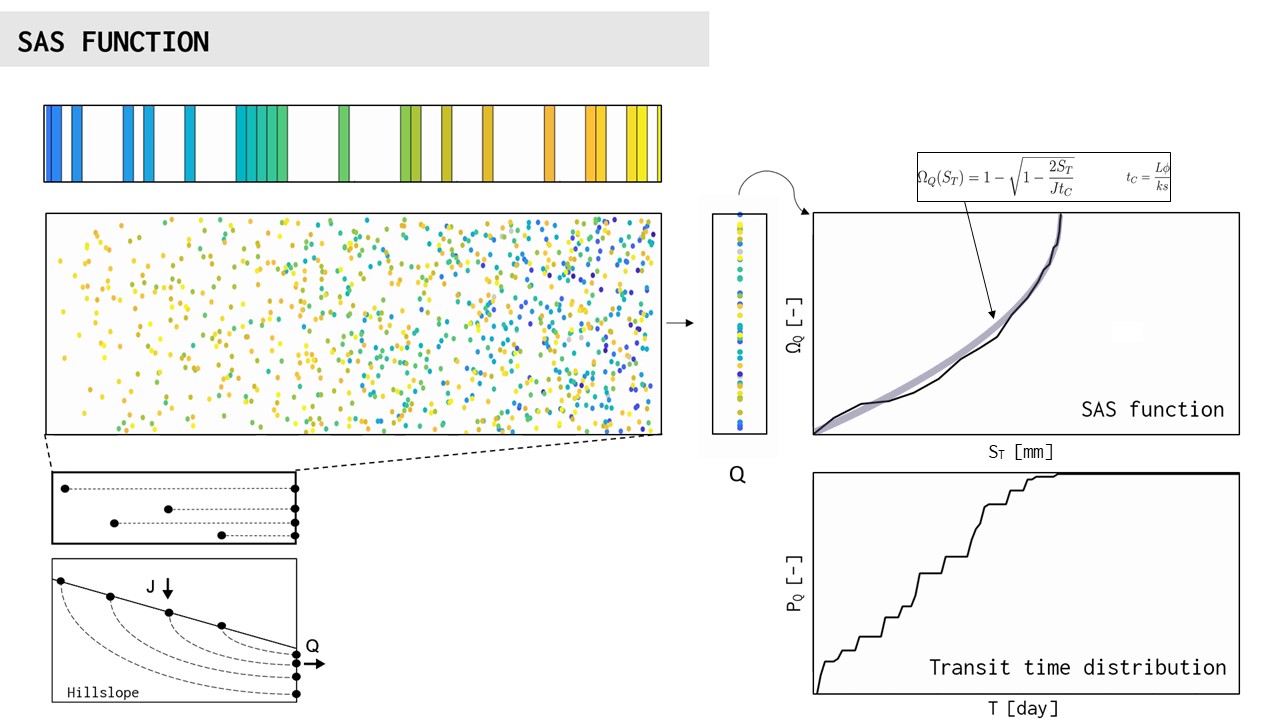 SAS FUNCTION
Ω_Q(S_T) = 1 − √(1 − 2S_T/Jt_C) t_C = Lϕ/ks
Ω_Q [-]
SAS function
S_T [mm]
Q
P_Q [-]
Transit time distribution
T [day]
J
Q
Hillslope